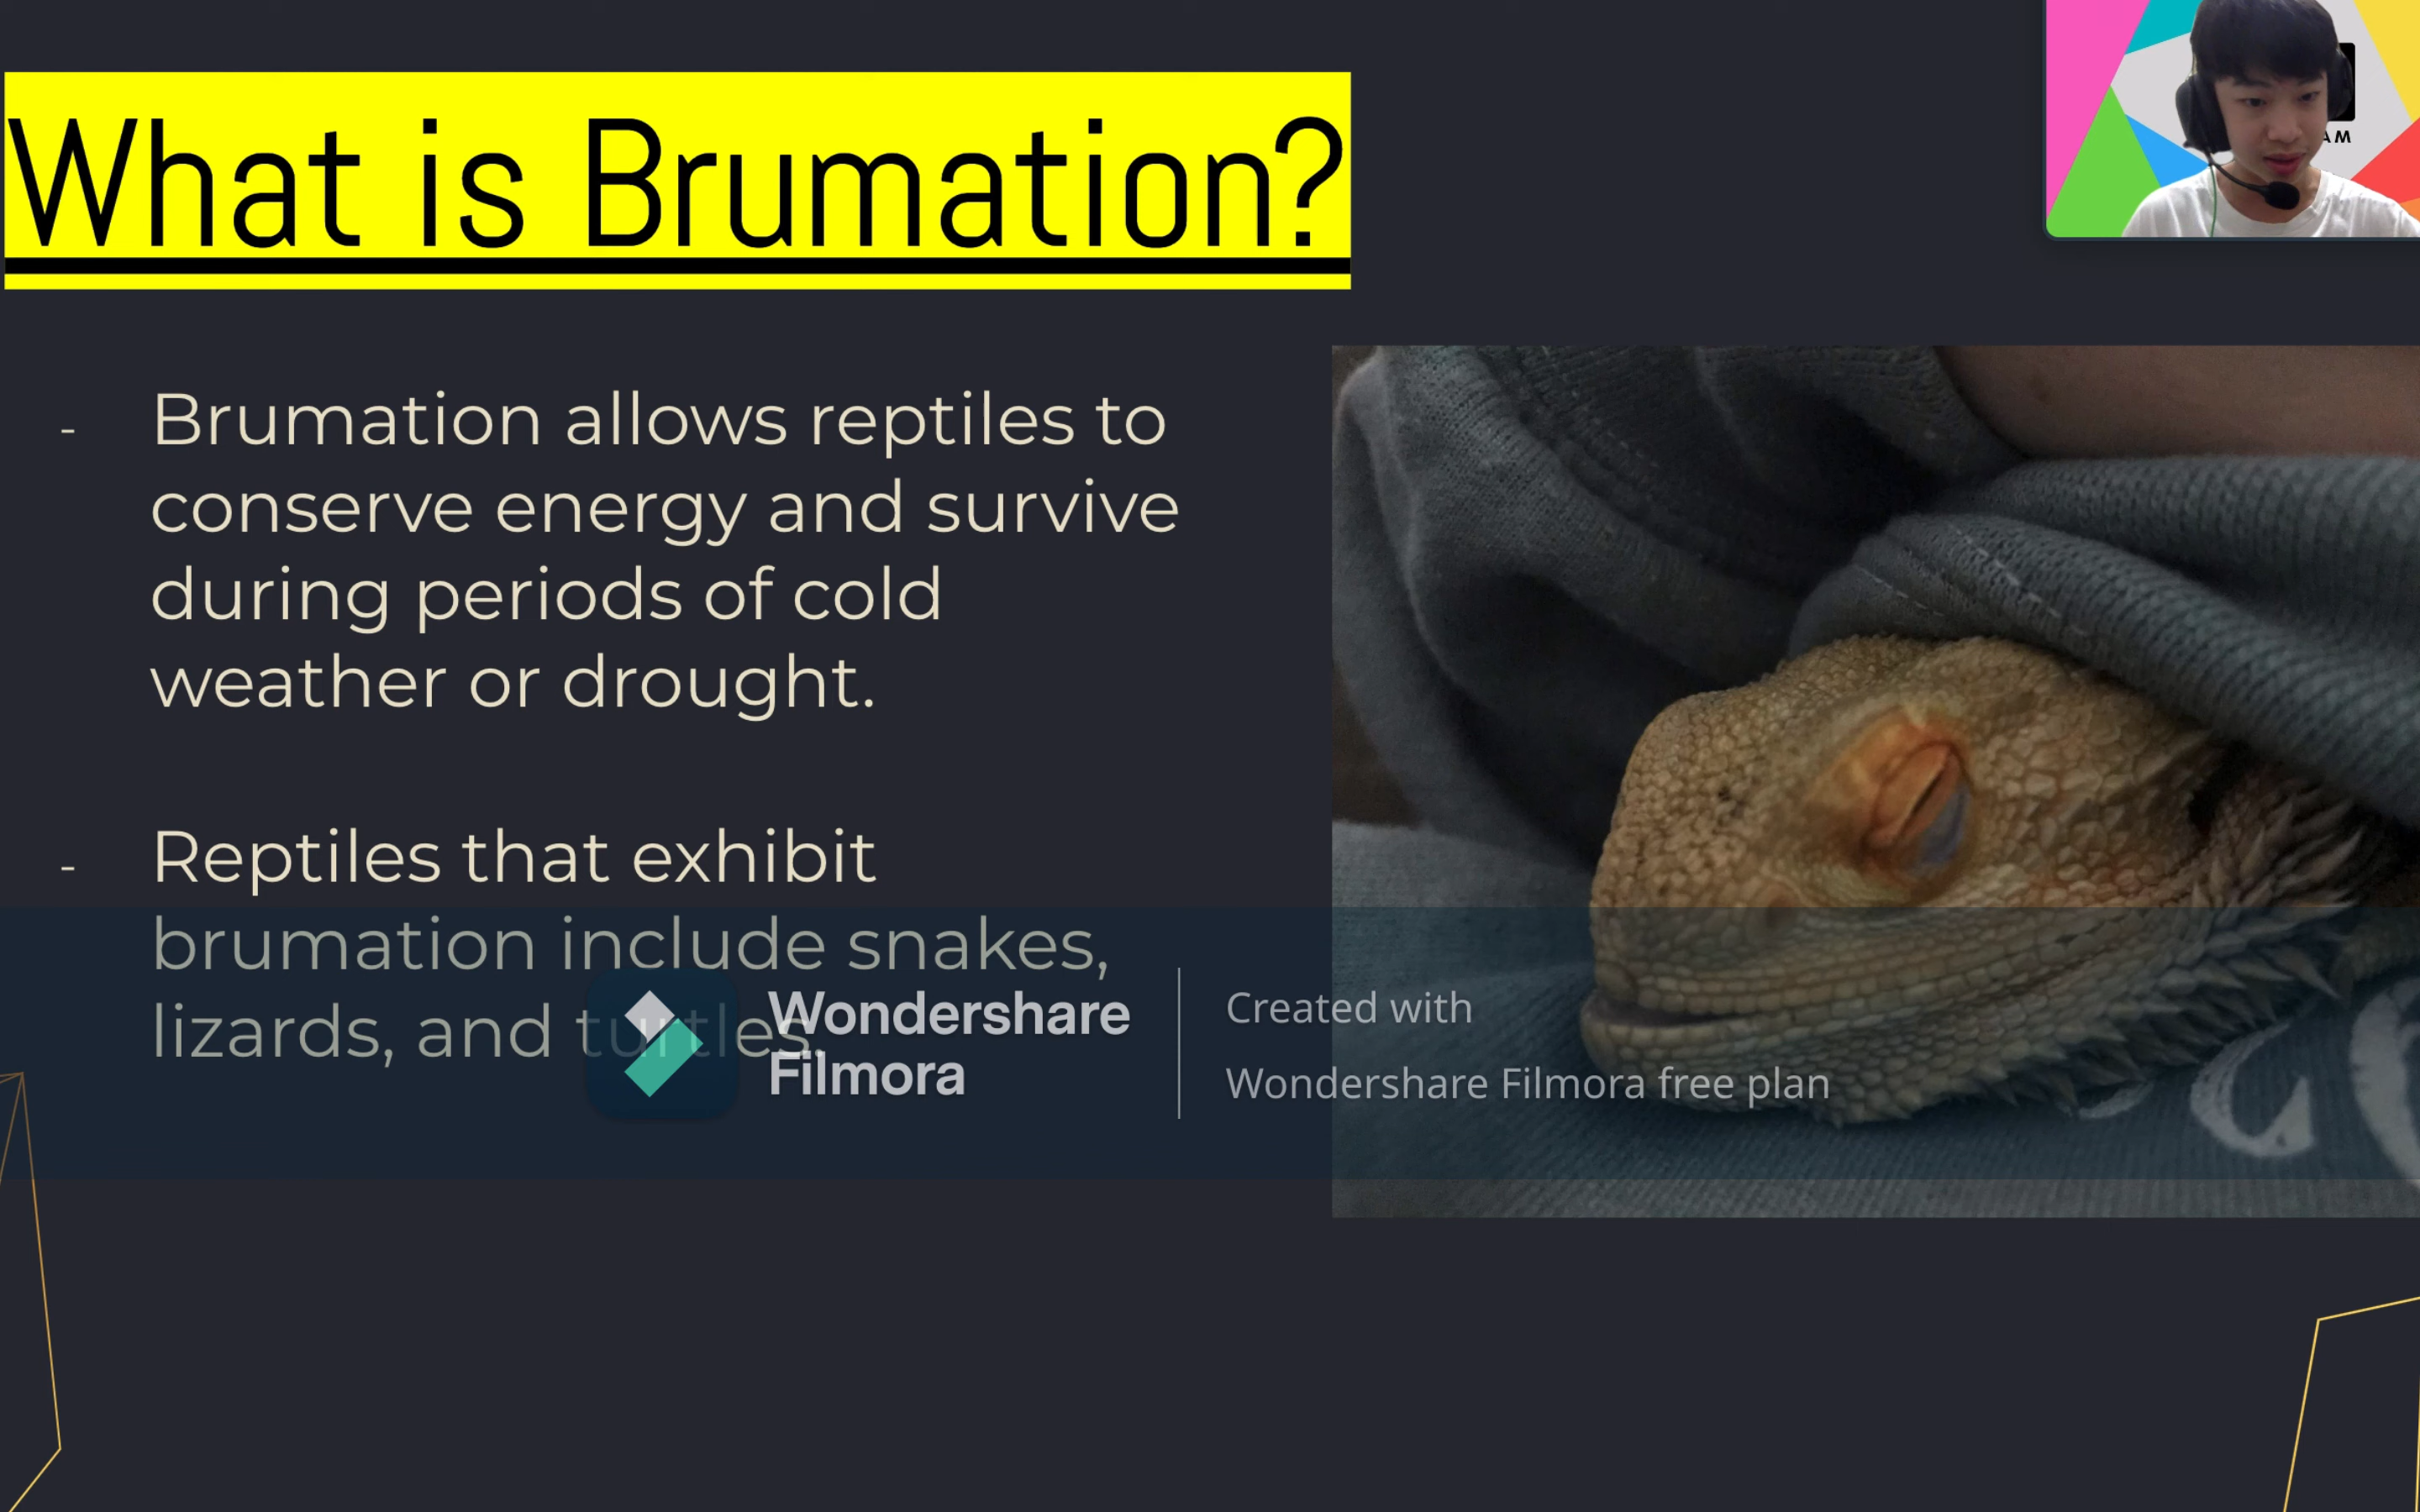 What is Brumation?
AM
- Brumation allows reptiles to
conserve energy and survive
during periods of cold
weather or drought.
- Reptiles that exhibit
brumation include snakes,
lizards, and turtles.
Wondershare
Filmora
Created with
Wondershare Filmora free plan